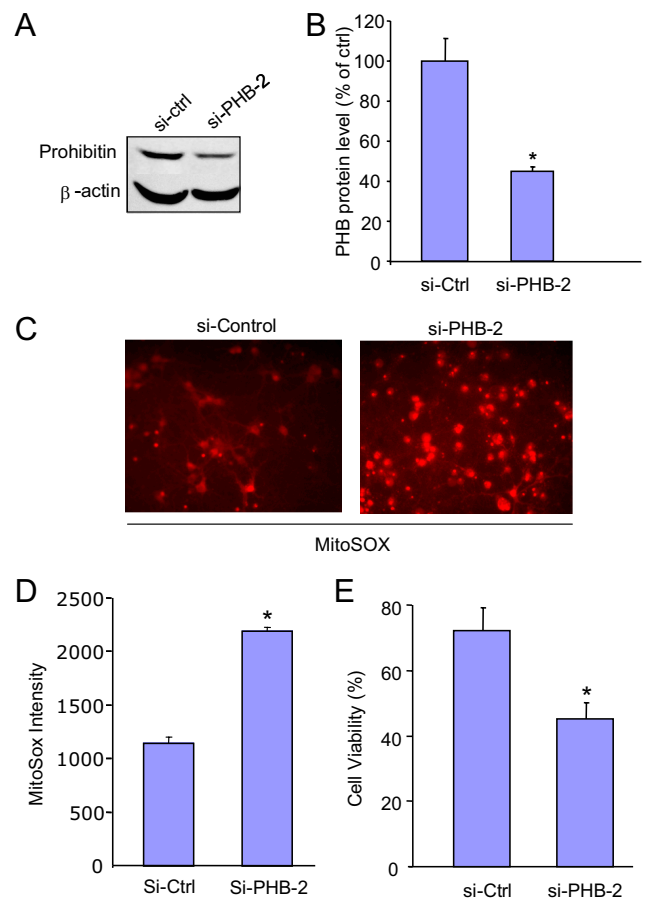 A
si-ctrl
si-PHB-2
Prohibitin
β-actin
B
PHB protein level (% of ctrl)
120
100
80
60
40
20
0
*
si-Ctrl
si-PHB-2
C
si-Control
si-PHB-2
MitoSOX
D
MitoSox Intensity
2500
2000
1500
1000
500
0
*
Si-Ctrl
Si-PHB-2
E
Cell Viability (%)
80
60
40
20
0
*
si-Ctrl
si-PHB-2